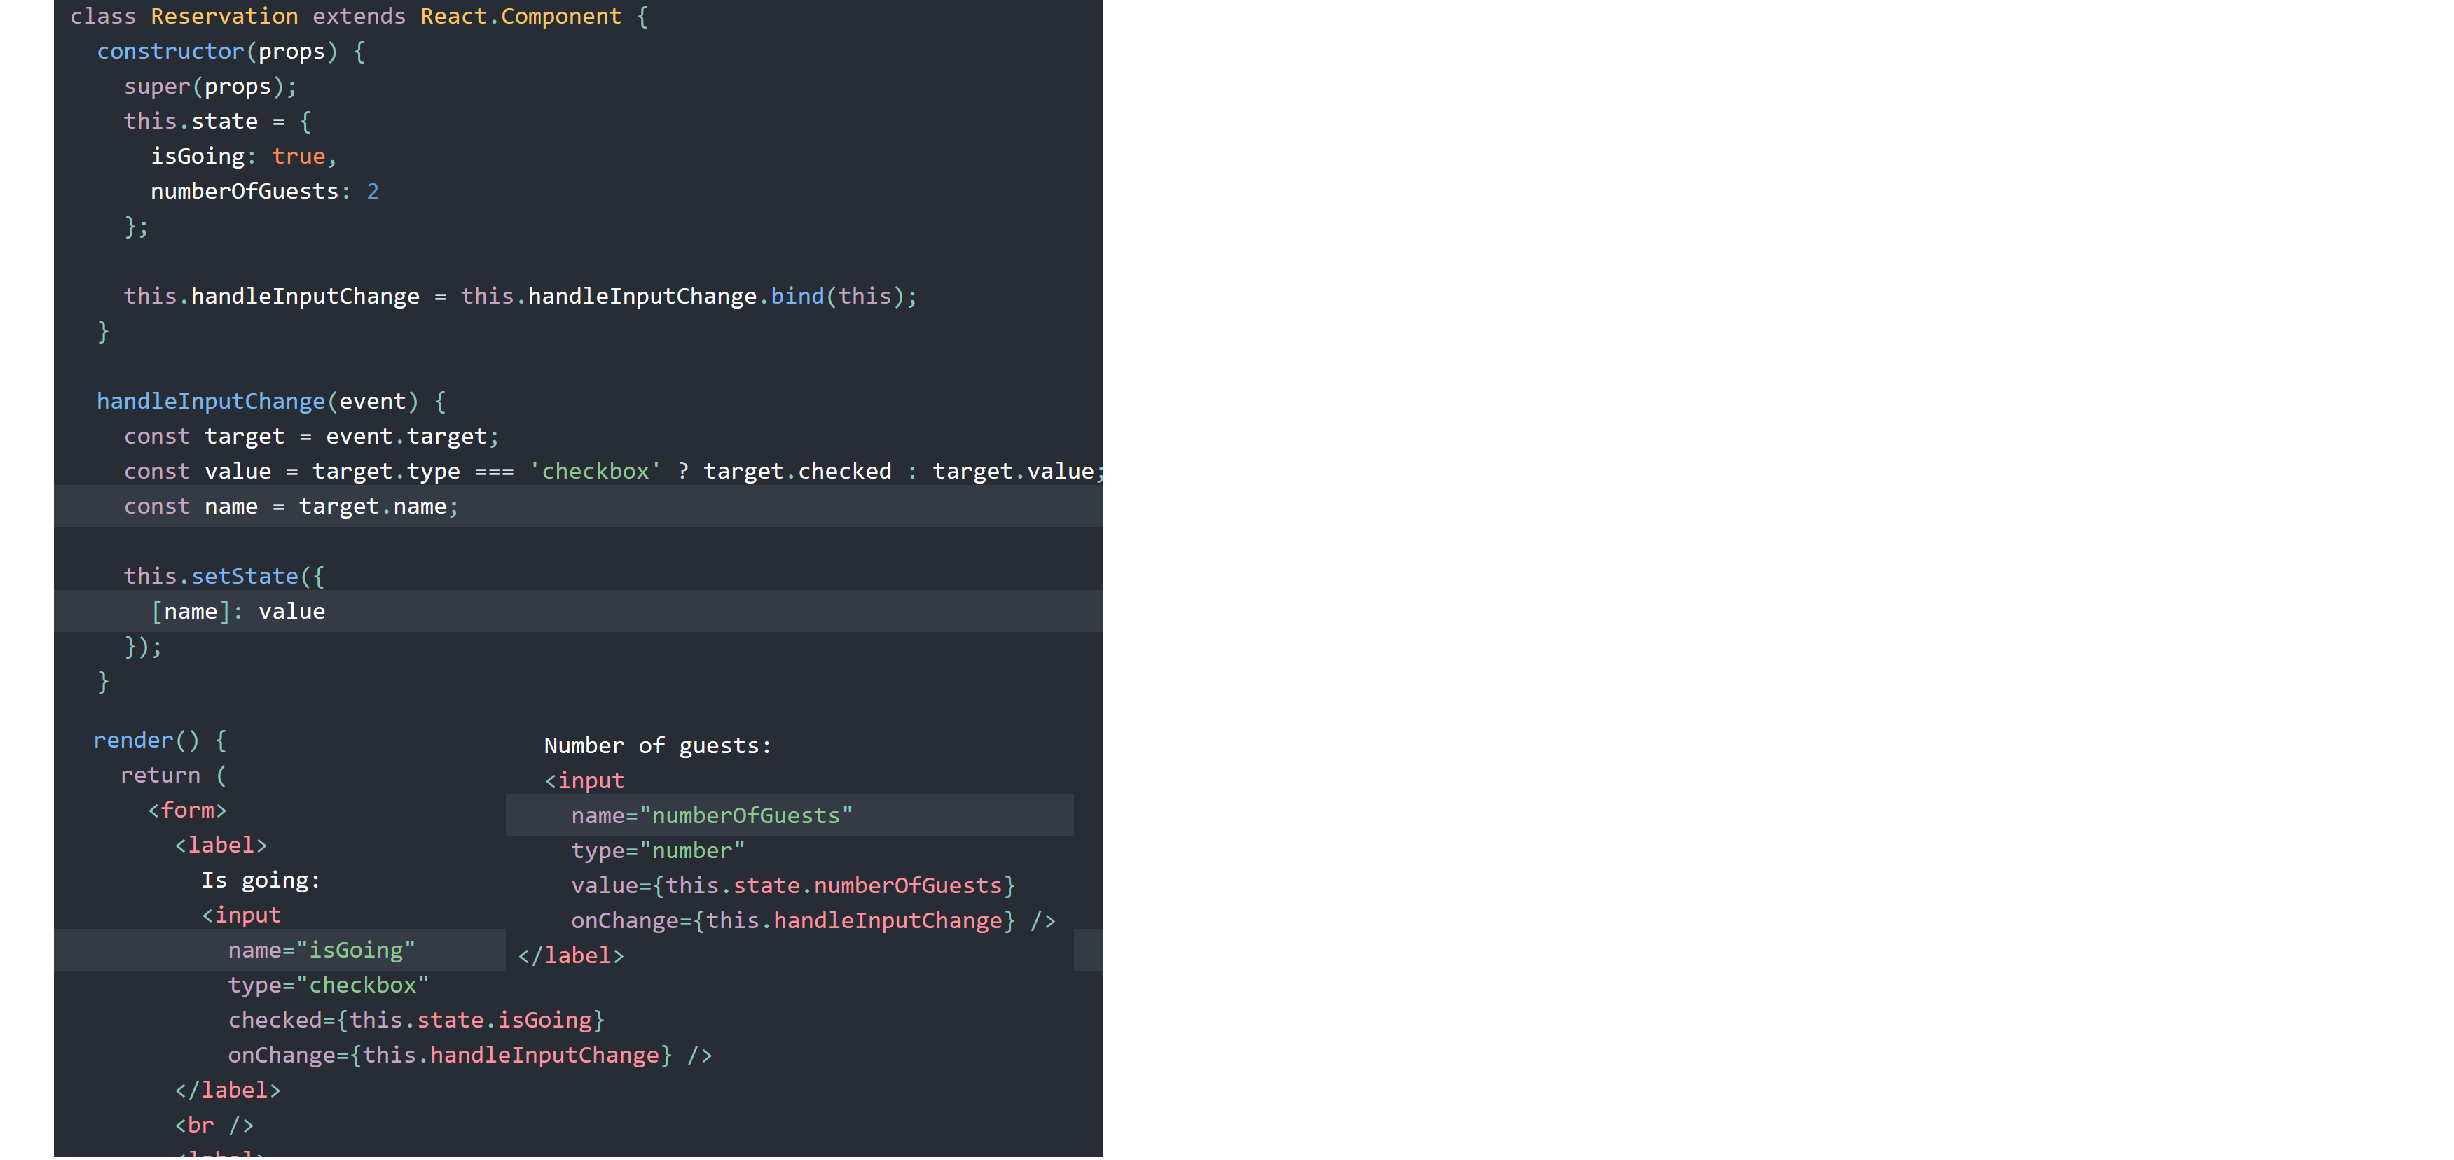 class Reservation extends React.Component {
constructor(props) {
super(props);
this.state = {
isGoing: true,
numberOfGuests: 2
};
this.handleInputChange = this.handleInputChange.bind(this);
}
handleInputChange(event) {
const target = event.target;
const value = target.type === 'checkbox' ? target.checked : target.value;
const name = target.name;
this.setState({
[name]: value
});
}
render() {
return (
<form>
<label>
Is going:
<input
name="isGoing"
type="checkbox"
checked={this.state.isGoing}
onChange={this.handleInputChange} />
</label>
<br />
<label>
Number of guests:
<input
name="numberOfGuests"
type="number"
value={this.state.numberOfGuests}
onChange={this.handleInputChange} />
</label>